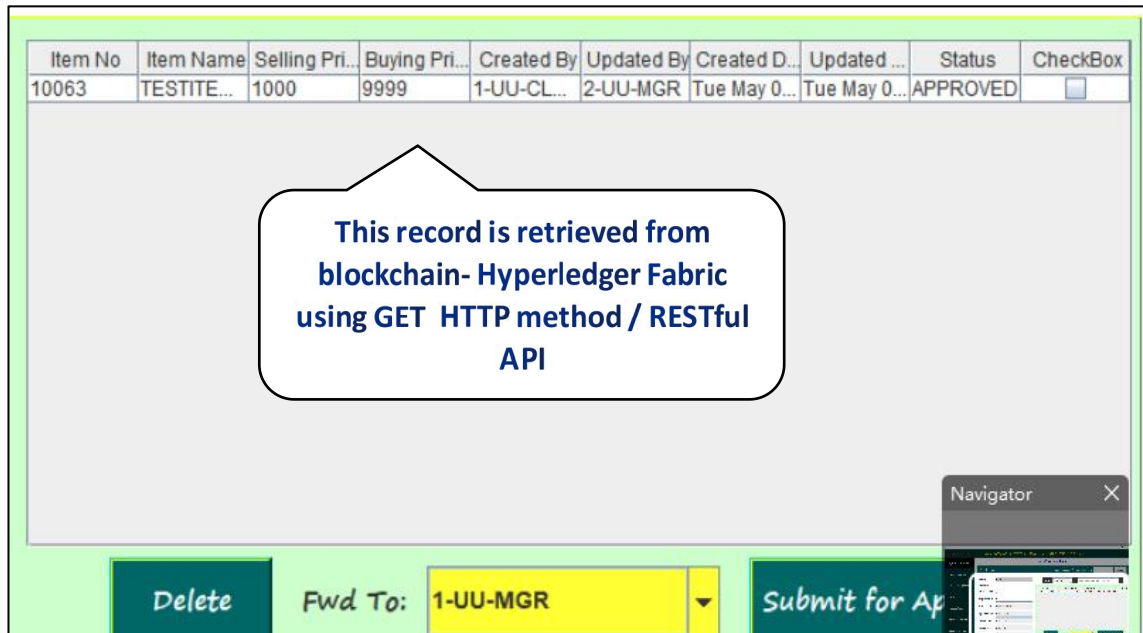 Item No Item Name Selling Pri... Buying Pri... Created By Updated By Created D... Updated ... Status CheckBox
10063 TESTITE... 1000 9999 1-UU-CL... 2-UU-MGR Tue May 0... Tue May 0... APPROVED
This record is retrieved from
blockchain- Hyperledger Fabric
using GET HTTP method / RESTful
API
Navigator
Delete Fwd To: 1-UU-MGR Submit for Ap